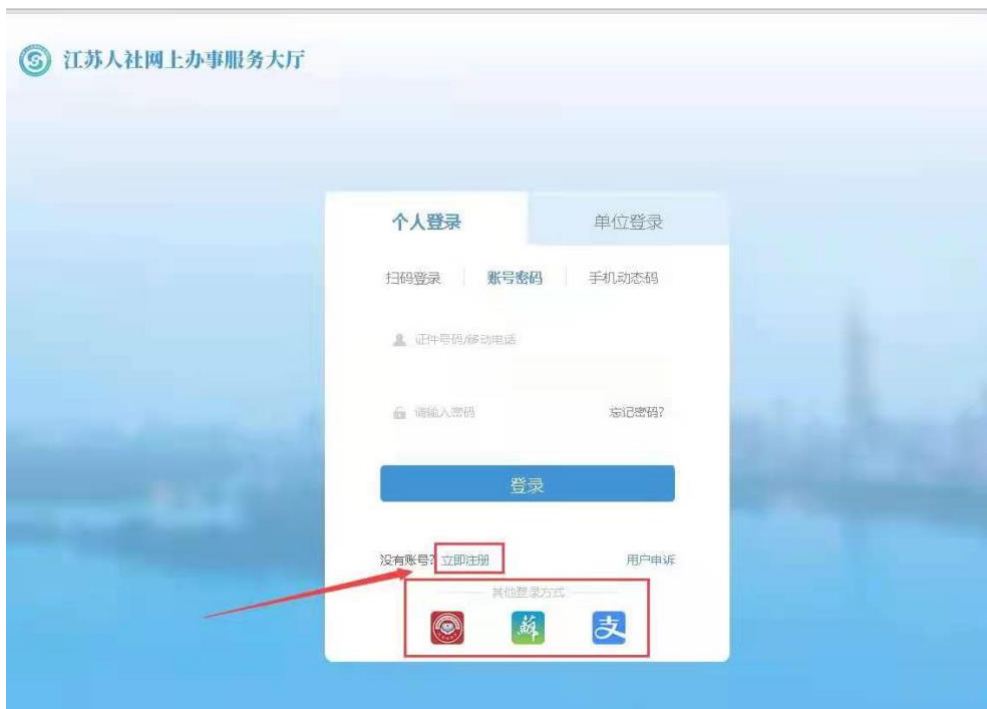 江苏人社网上办事服务大厅
个人登录 单位登录
扫码登录 账号密码 手机动态码
证件号码/移动电话
请输入密码 忘记密码?
登录
没有账号? 立即注册 用户申诉
其他登录方式
蘇 支